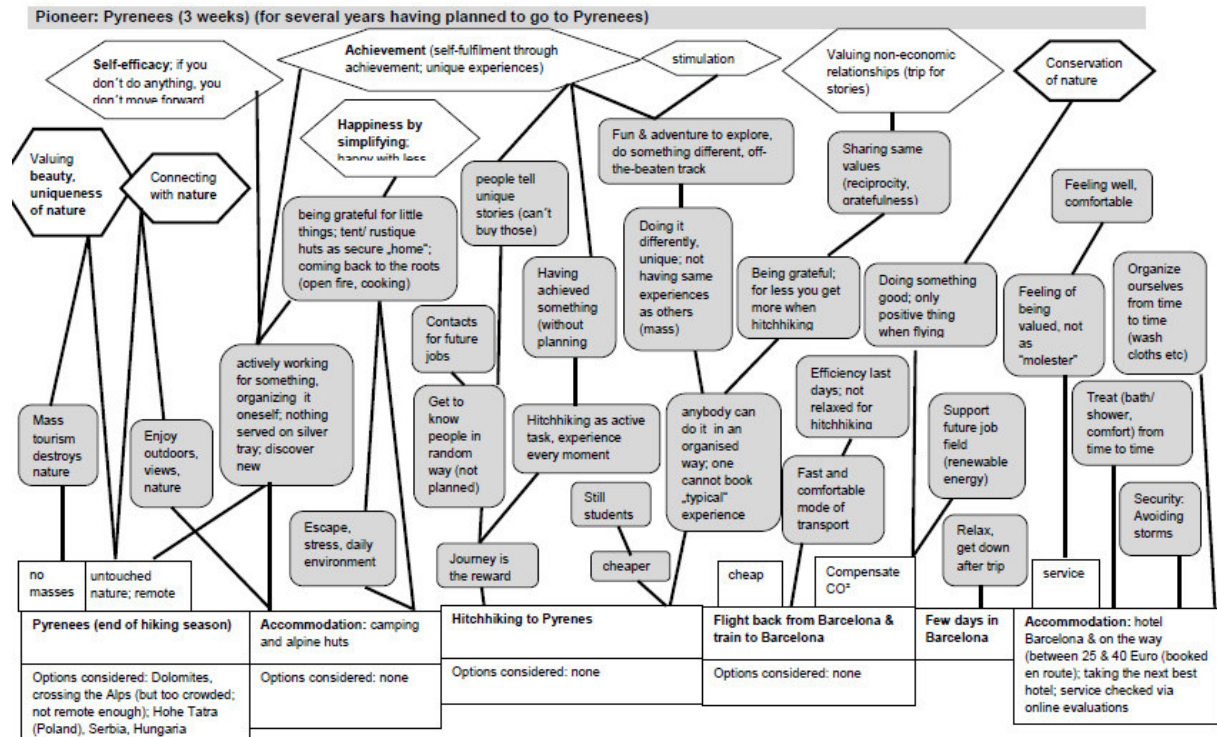 Pioneer: Pyrenees (3 weeks) (for several years having planned to go to Pyrenees)
Self-efficacy; if you
don´t do anything, you
don´t move forward
Achievement (self-fulfilment through
achievement; unique experiences)
stimulation
Valuing non-economic
relationships (trip for
stories)
Conservation
of nature
Valuing
beauty,
uniqueness
of nature
Connecting
with nature
Happiness by
simplifying;
happy with less
people tell
unique
stories (can´t
buy those)
Fun & adventure to explore,
do something different, off-
the-beaten track
Sharing same
values
(reciprocity,
gratefulness)
Feeling well,
comfortable
being grateful for little
things; tent/ rustique
huts as secure „home“;
coming back to the roots
(open fire, cooking)
Having
achieved
something
(without
planning
Doing it
differently,
unique; not
having same
experiences
as others
(mass)
Being grateful;
for less you get
more when
hitchhiking
Doing something
good; only
positive thing
when flying
Feeling of
being
valued, not
as
“molester”
Organize
ourselves
from time
to time
(wash
cloths etc)
Contacts
for future
jobs
actively working
for something,
organizing it
oneself; nothing
served on silver
tray; discover
new
Mass
tourism
destroys
nature
Enjoy
outdoors,
views,
nature
Get to
know
people in
random
way (not
planned)
Hitchhiking as active
task, experience
every moment
anybody can
do it in an
organised
way; one
cannot book
„typical“
experience
Efficiency last
days; not
relaxed for
hitchhiking
Support
future job
field
(renewable
energy)
Treat (bath/
shower,
comfort) from
time to time
Escape,
stress, daily
environment
Still
students
Fast and
comfortable
mode of
transport
Relax,
get down
after trip
Security:
Avoiding
storms
Journey is
the reward
cheaper
no
masses
untouched
nature; remote
cheap
Compensate
CO²
service
Pyrenees (end of hiking season)
Options considered: Dolomites,
crossing the Alps (but too crowded;
not remote enough); Hohe Tatra
(Poland), Serbia, Hungaria
Accommodation: camping
and alpine huts
Options considered: none
Hitchhiking to Pyrenes
Options considered: none
Flight back from Barcelona &
train to Barcelona
Options considered: none
Few days in
Barcelona
Accommodation: hotel
Barcelona & on the way
(between 25 & 40 Euro (booked
en route); taking the next best
hotel; service checked via
online evaluations